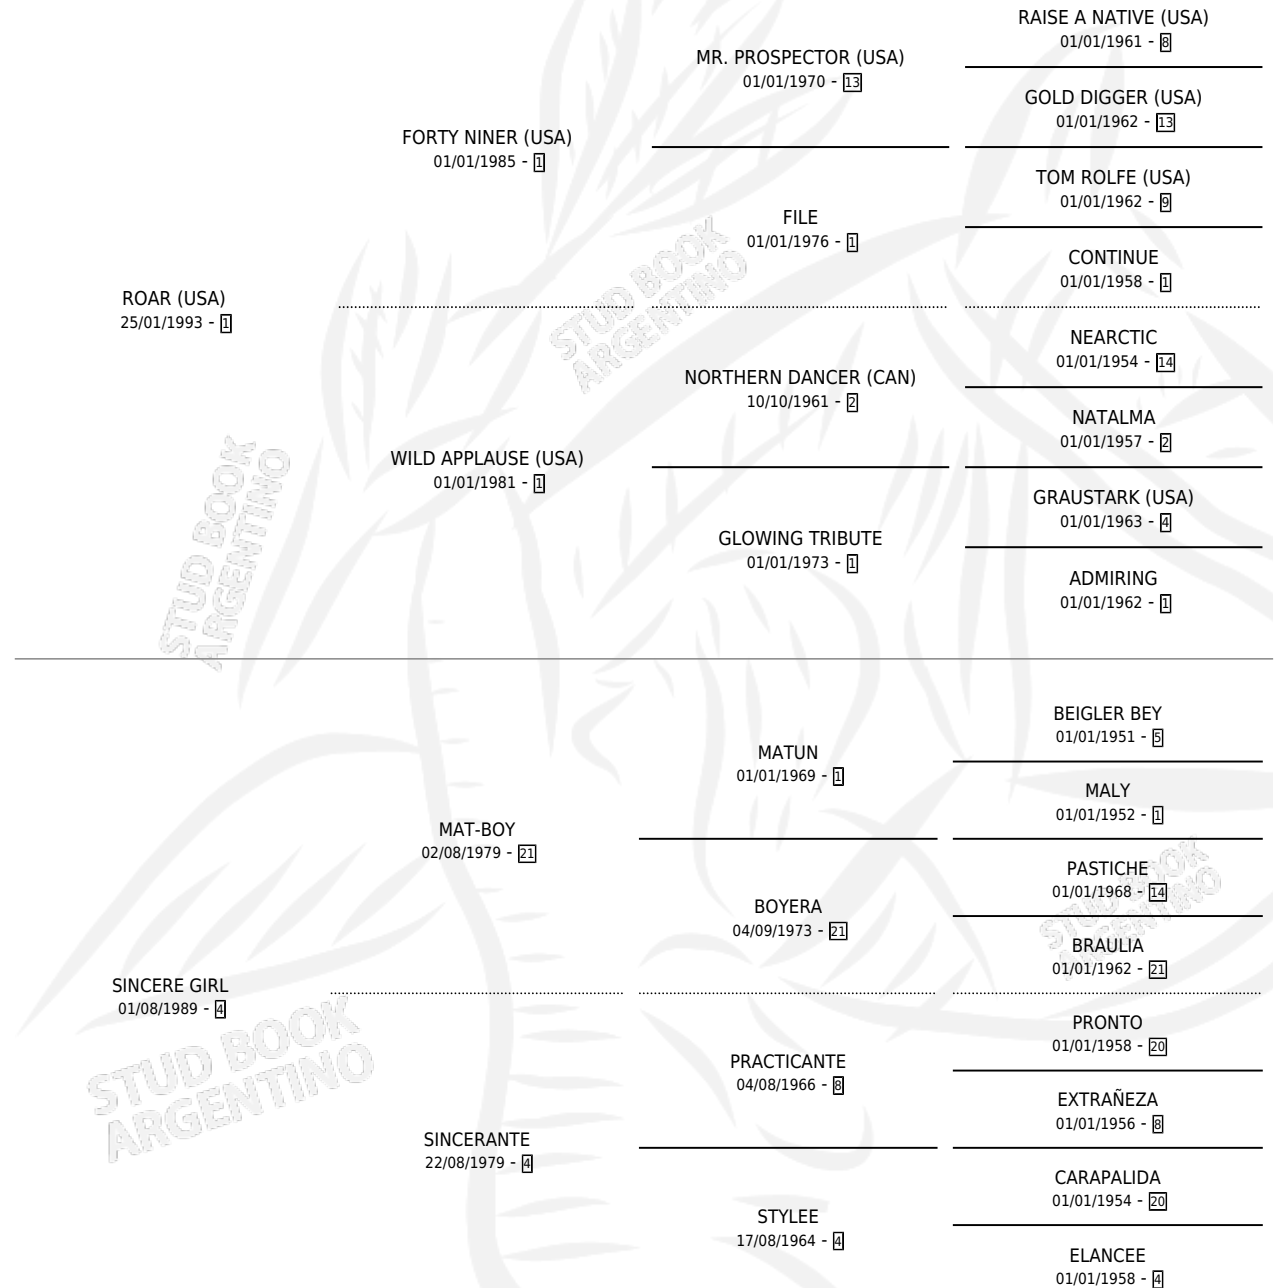 RAISE A NATIVE (USA)
01/01/1961 - 8
MR. PROSPECTOR (USA)
01/01/1970 - 13
GOLD DIGGER (USA)
01/01/1962 - 13
FORTY NINER (USA)
01/01/1985 - 1
TOM ROLFE (USA)
01/01/1962 - 9
FILE
01/01/1976 - 1
CONTINUE
01/01/1958 - 1
ROAR (USA)
25/01/1993 - 1
NEARCTIC
01/01/1954 - 14
NORTHERN DANCER (CAN)
10/10/1961 - 2
NATALMA
01/01/1957 - 2
WILD APPLAUSE (USA)
01/01/1981 - 1
GRAUSTARK (USA)
01/01/1963 - 4
GLOWING TRIBUTE
01/01/1973 - 1
ADMIRING
01/01/1962 - 1
BEIGLER BEY
01/01/1951 - 5
MATUN
01/01/1969 - 1
MALY
01/01/1952 - 1
MAT-BOY
02/08/1979 - 21
PASTICHE
01/01/1968 - 14
BOYERA
04/09/1973 - 21
BRAULIA
01/01/1962 - 21
SINCERE GIRL
01/08/1989 - 4
PRONTO
01/01/1958 - 20
PRACTICANTE
04/08/1966 - 8
EXTRAÑEZA
01/01/1956 - 8
SINCERANTE
22/08/1979 - 4
CARAPALIDA
01/01/1954 - 20
STYLEE
17/08/1964 - 4
ELANCEE
01/01/1958 - 4
STUD BOOK
ARGENTINO
STUD BOOK
ARGENTINO
STUD BOOK
ARGENTINO
STUD BOOK
ARGENTINO